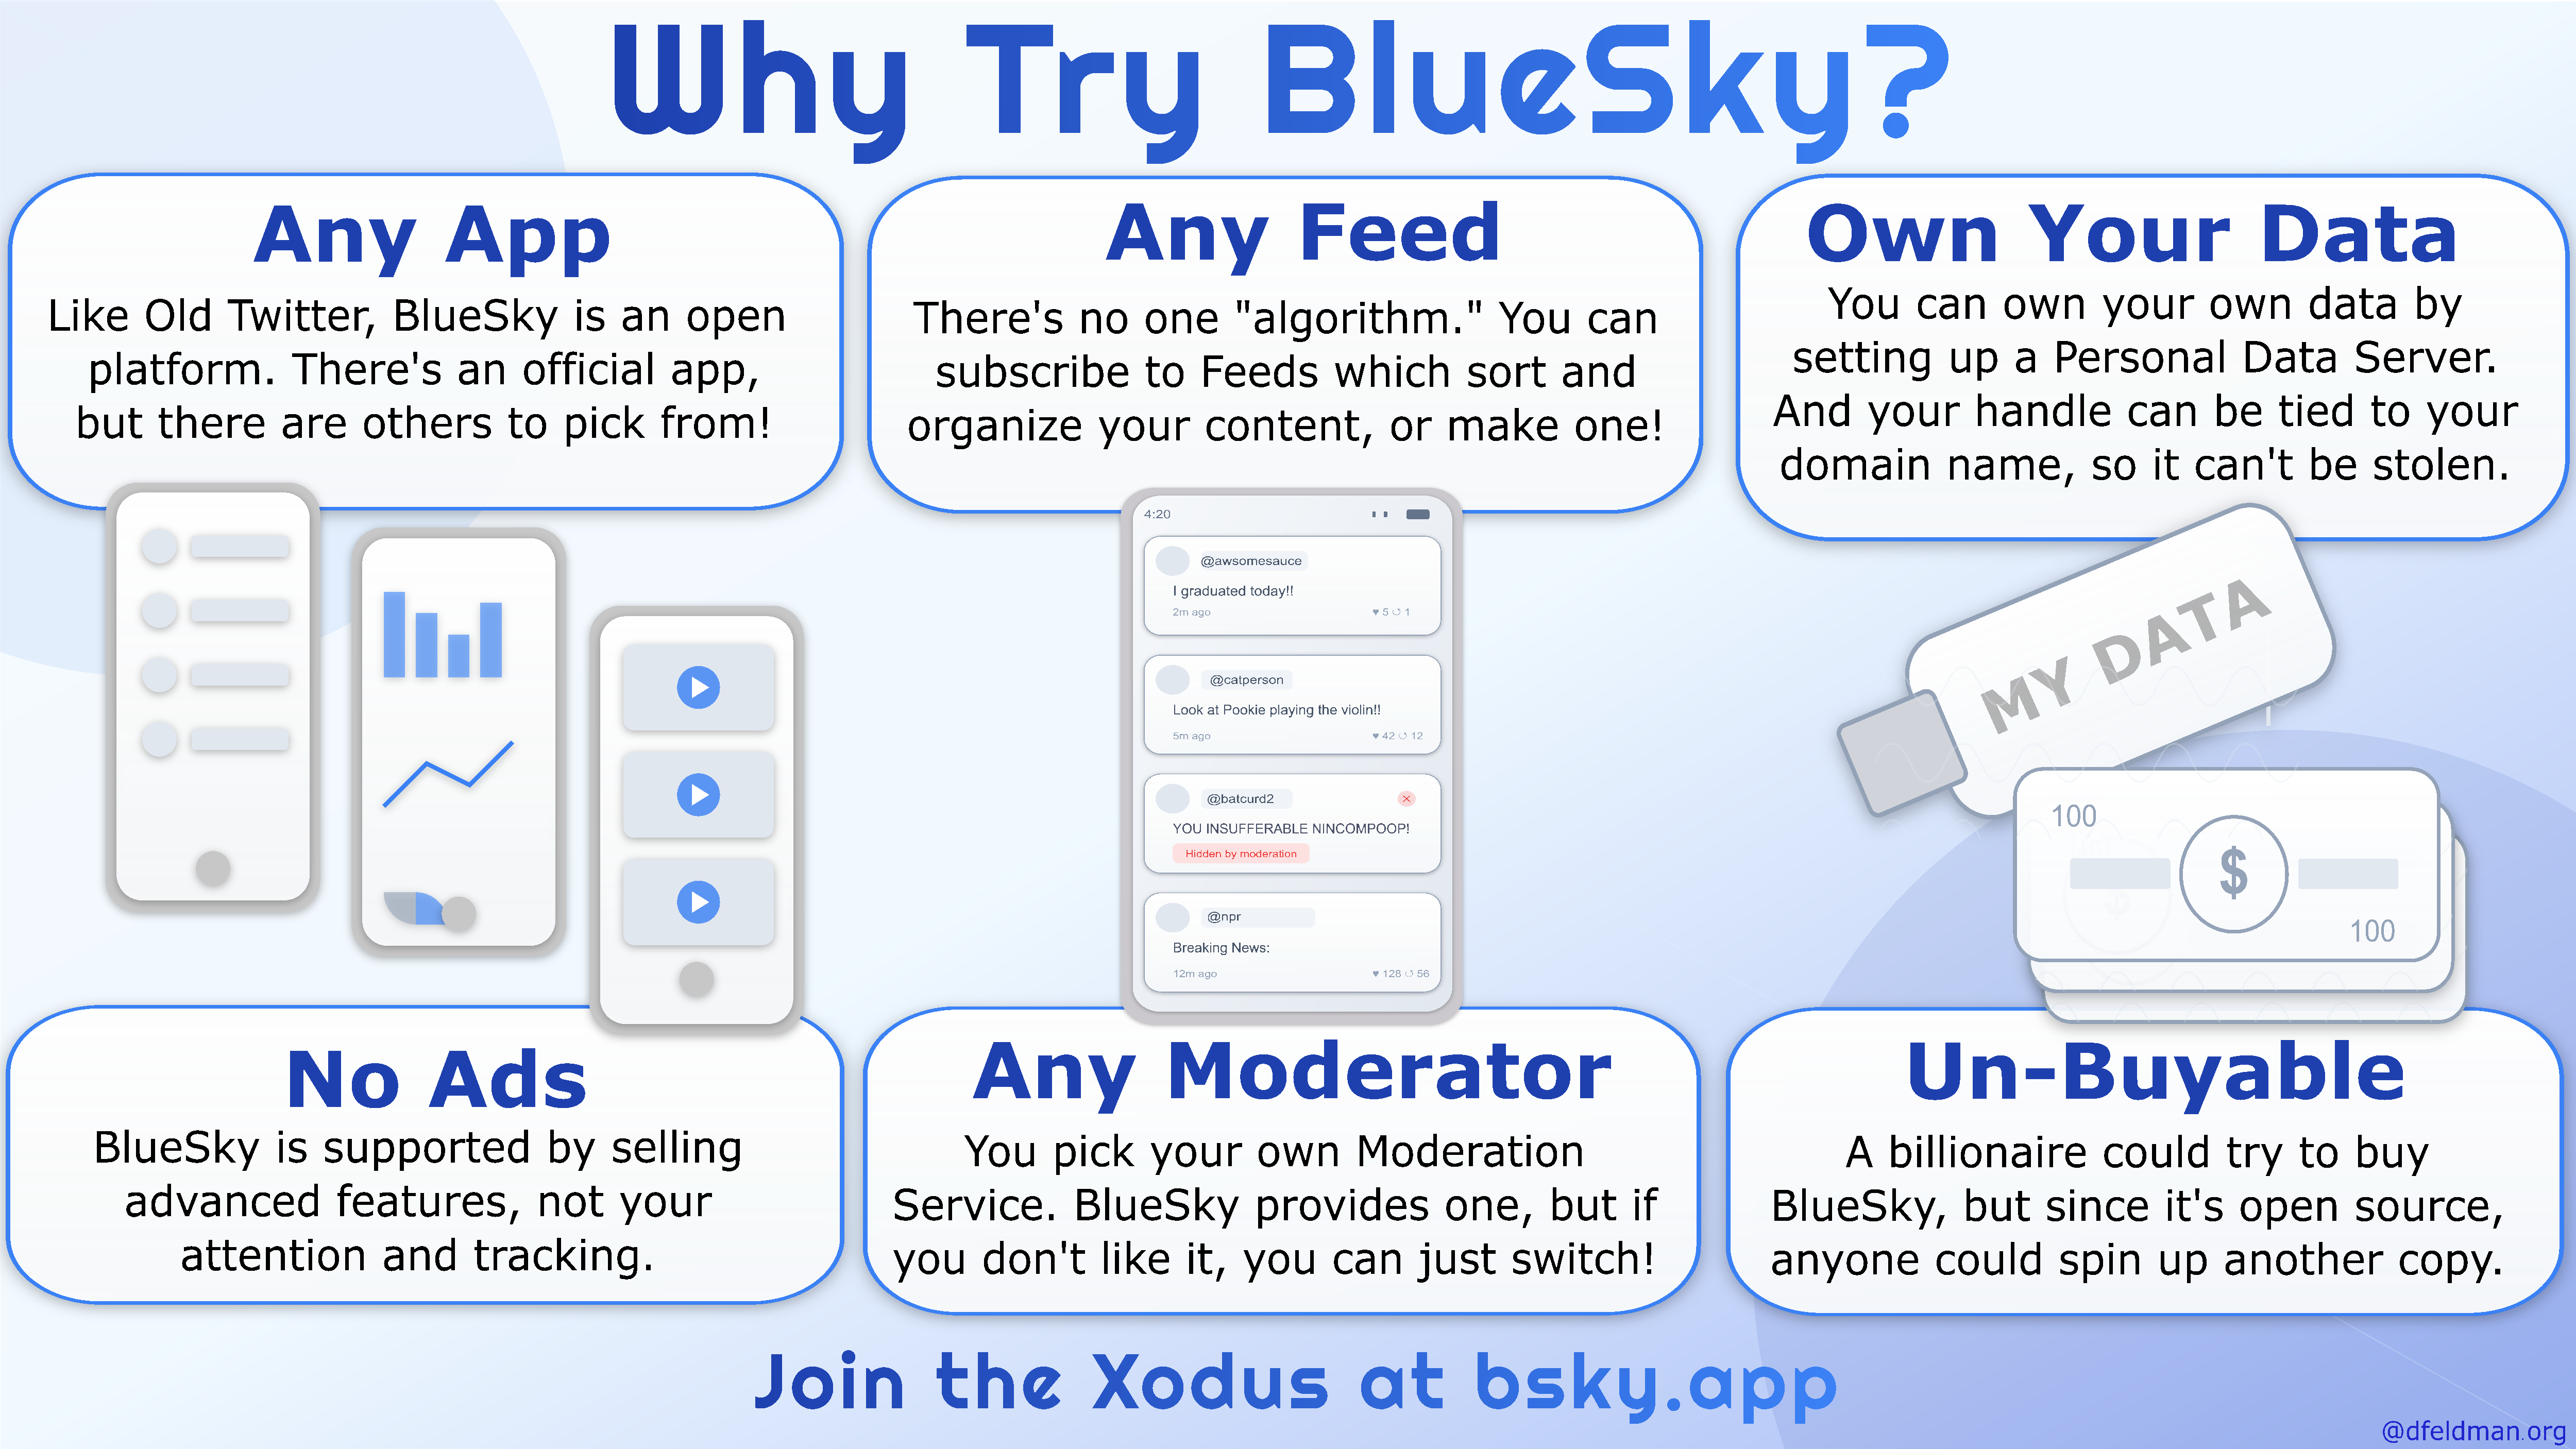 Why Try BlueSky?
Any App
Like Old Twitter, BlueSky is an open
platform. There's an official app,
but there are others to pick from!
Any Feed
There's no one "algorithm." You can
subscribe to Feeds which sort and
organize your content, or make one!
Own Your Data
You can own your own data by
setting up a Personal Data Server.
And your handle can be tied to your
domain name, so it can't be stolen.
4:20
@awsomesauce
I graduated today!!
2m ago ♥ 5 ↻ 1
@catperson
Look at Pookie playing the violin!!
5m ago ♥ 42 ↻ 12
@batcurd2
YOU INSUFFERABLE NINCOMPOOP!
Hidden by moderation
@npr
Breaking News:
12m ago ♥ 128 ↻ 56
MY DATA
100
$
100
No Ads
BlueSky is supported by selling
advanced features, not your
attention and tracking.
Any Moderator
You pick your own Moderation
Service. BlueSky provides one, but if
you don't like it, you can just switch!
Un-Buyable
A billionaire could try to buy
BlueSky, but since it's open source,
anyone could spin up another copy.
Join the Xodus at bsky.app
@dfeldman.org